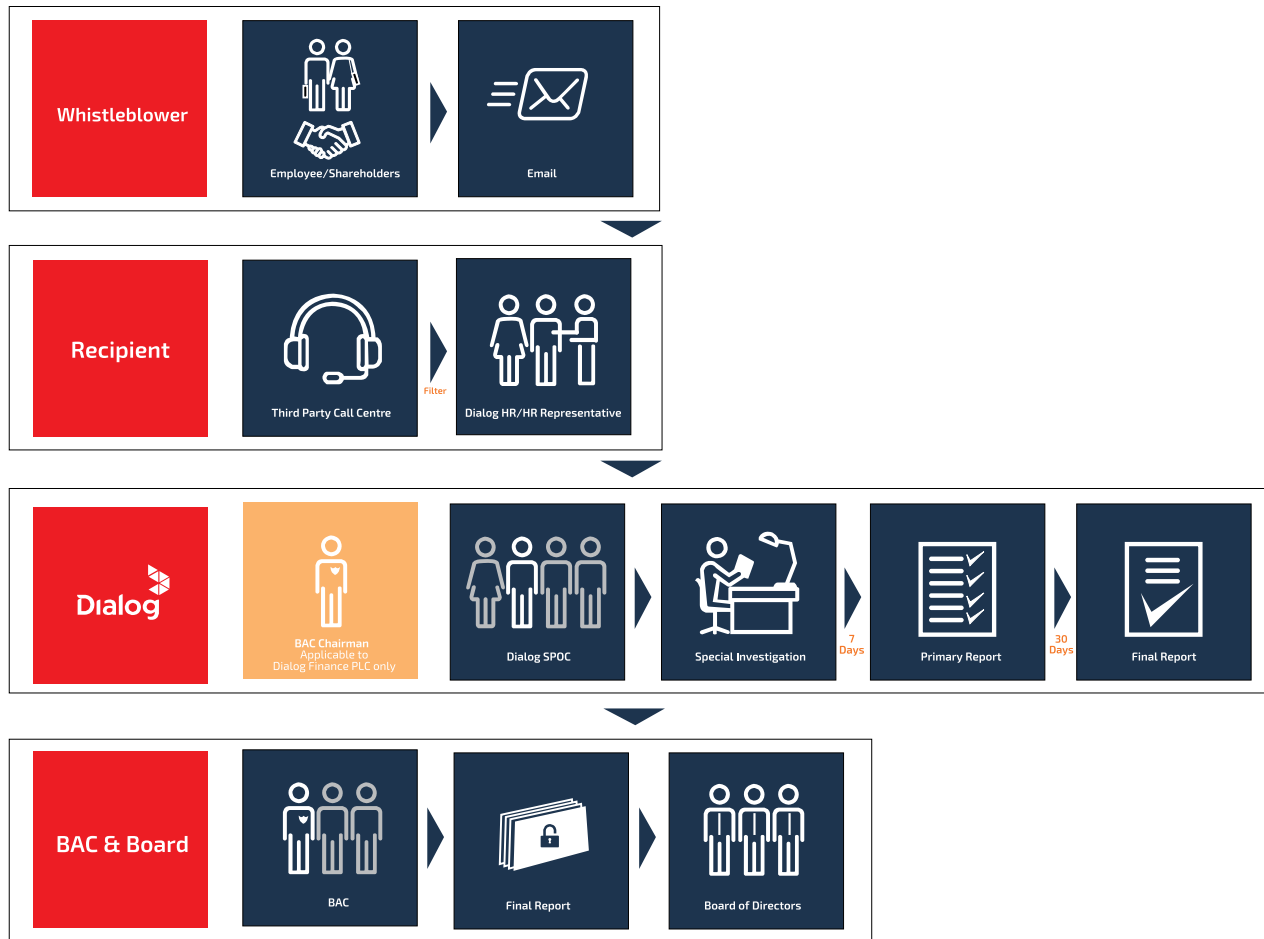 Whistleblower
Employee/Shareholders
Email
Recipient
Third Party Call Centre
Filter
Dialog HR/HR Representative
Dialog
BAC Chairman
Applicable to
Dialog Finance PLC only
Dialog SPOC
Special Investigation
7
Days
Primary Report
30
Days
Final Report
BAC & Board
BAC
Final Report
Board of Directors